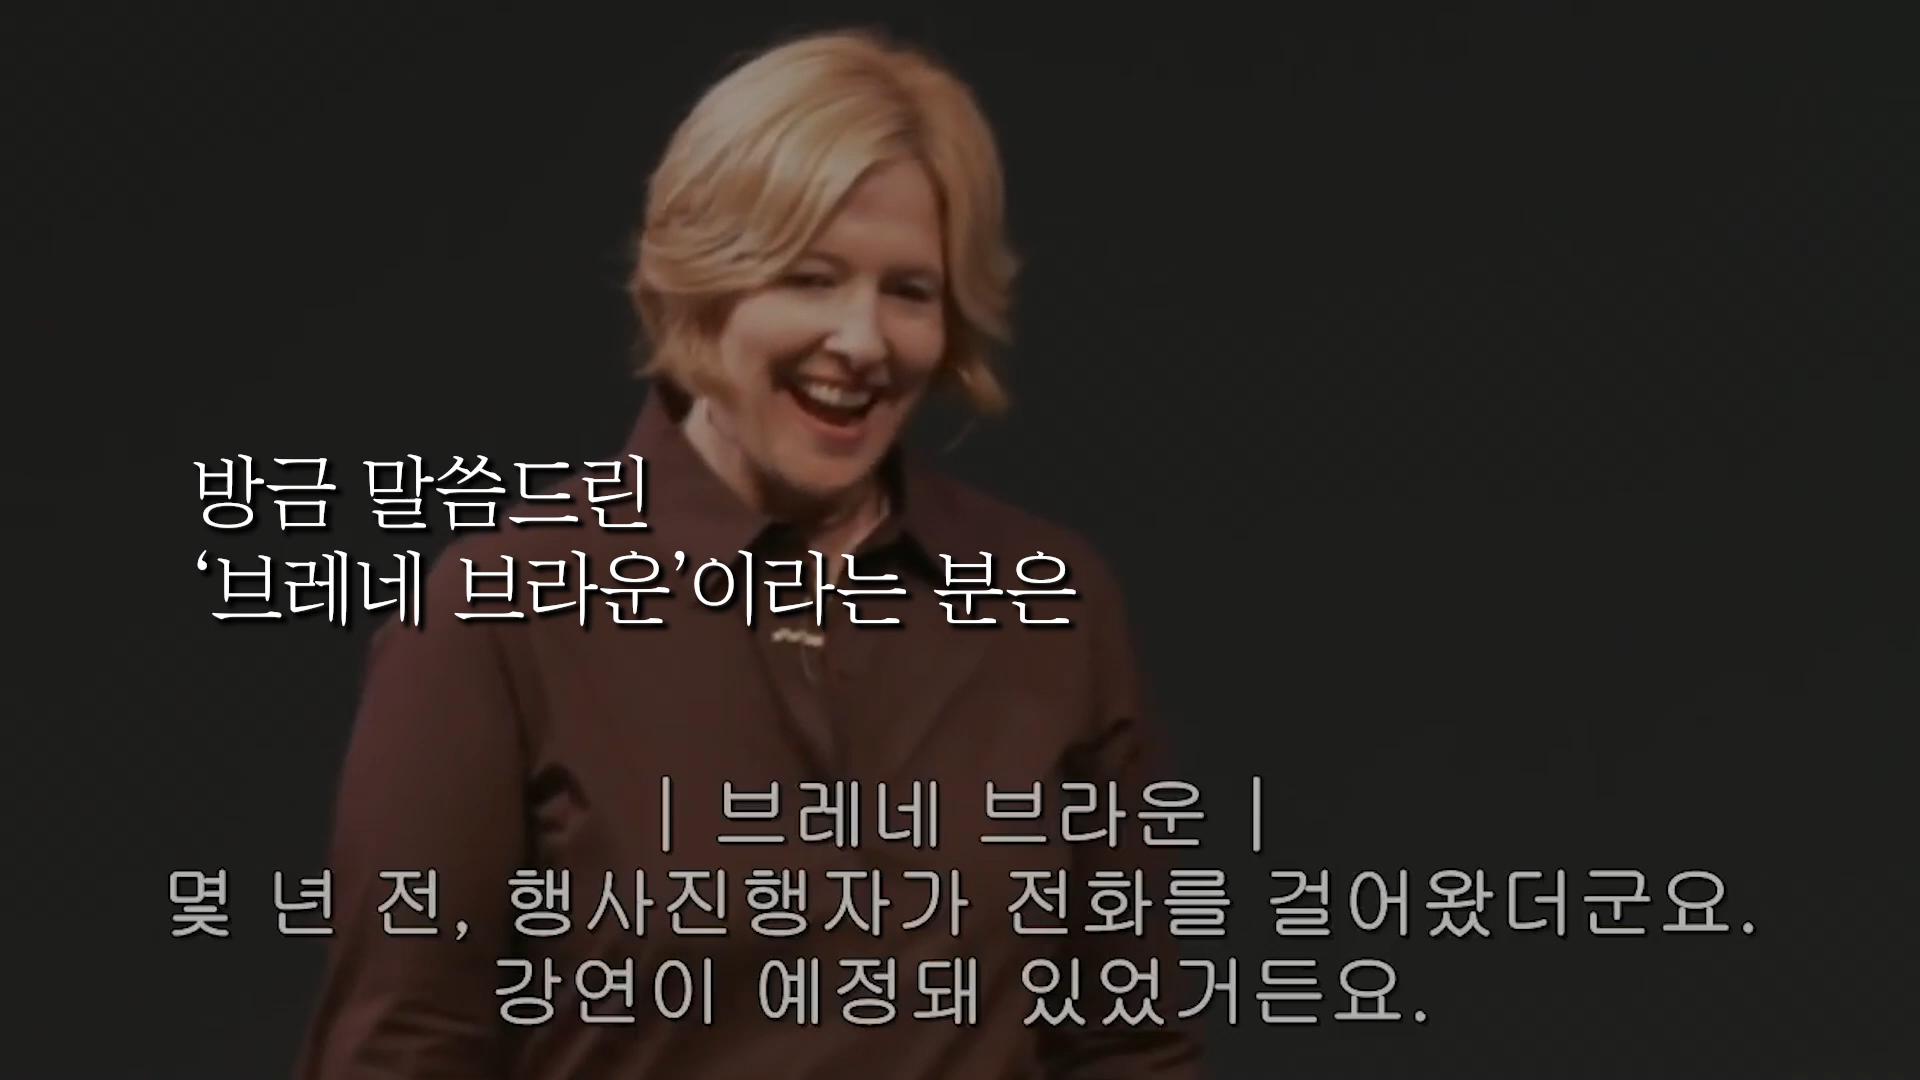 방금 말씀드린
‘브레네 브라운’이라는 분은
| 브레네 브라운 |
몇 년 전, 행사진행자가 전화를 걸어왔더군요.
강연이 예정돼 있었거든요.